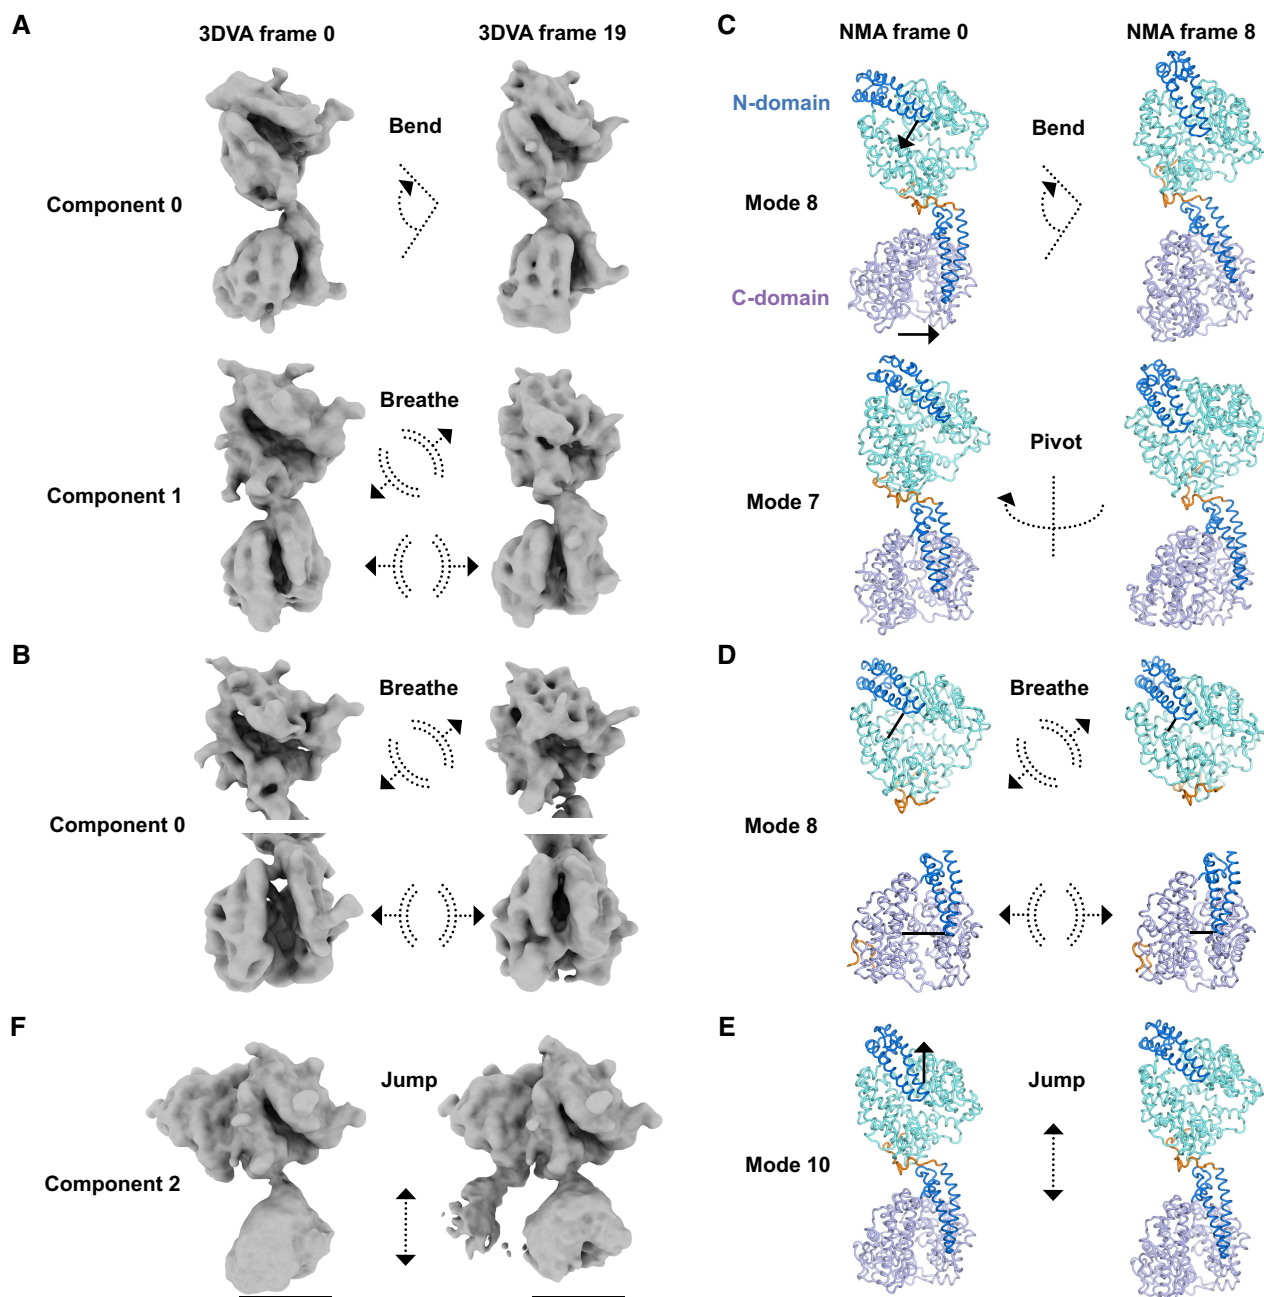 A
3DVA frame 0
3DVA frame 19
Component 0
Bend
Component 1
Breathe
B
Component 0
Breathe
F
Component 2
Jump
C
NMA frame 0
NMA frame 8
N-domain
Mode 8
C-domain
Bend
Mode 7
Pivot
D
Mode 8
Breathe
E
Mode 10
Jump